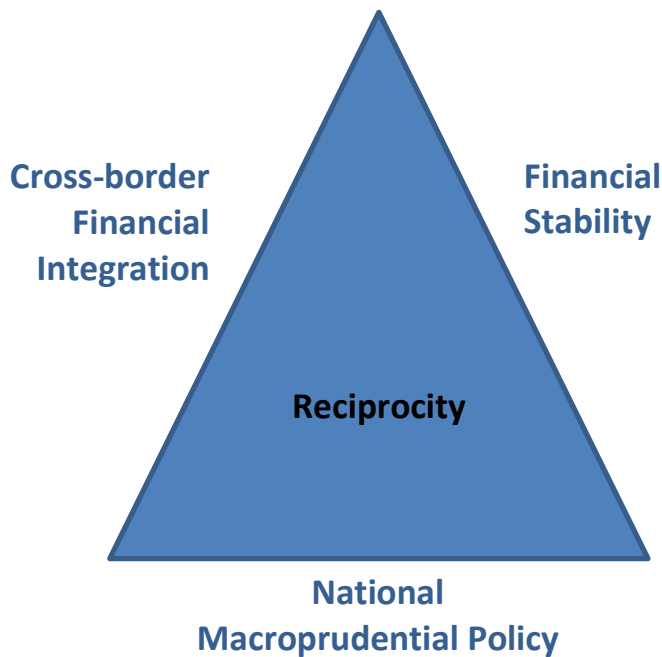 Cross-border
Financial
Integration
Financial
Stability
Reciprocity
National
Macroprudential Policy